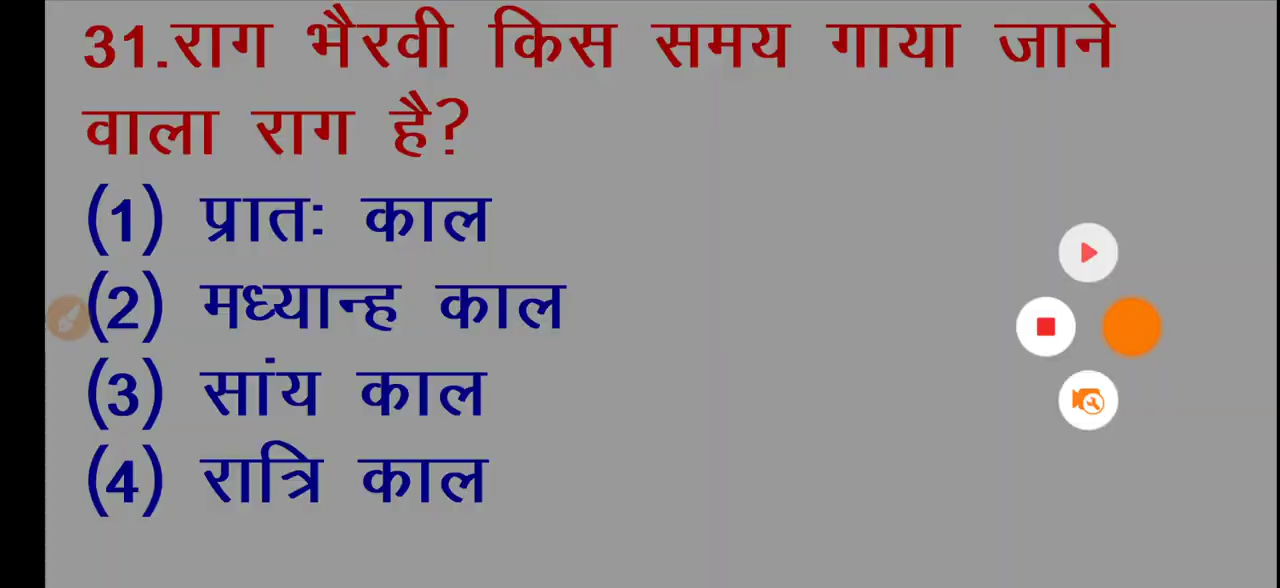 31.राग भैरवी किस समय गाया जाने
वाला राग है?
(1) प्रातः काल
(2) मध्यान्ह काल
(3) सांय काल
(4) रात्रि काल